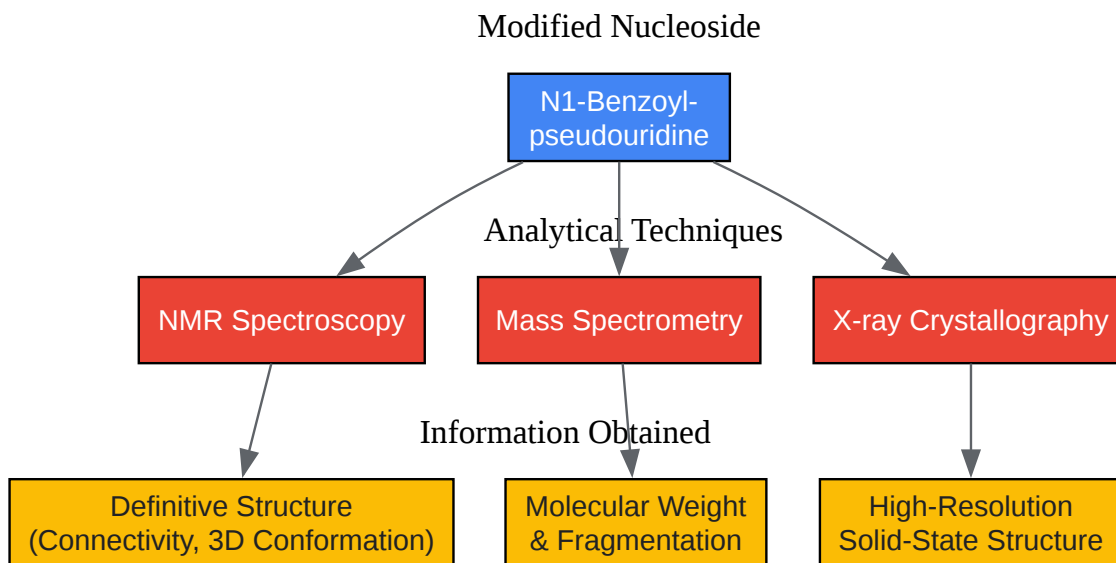 Modified Nucleoside
N1-Benzoyl-
pseudouridine
Analytical Techniques
NMR Spectroscopy
Mass Spectrometry
X-ray Crystallography
Information Obtained
Definitive Structure
(Connectivity, 3D Conformation)
Molecular Weight
& Fragmentation
High-Resolution
Solid-State Structure